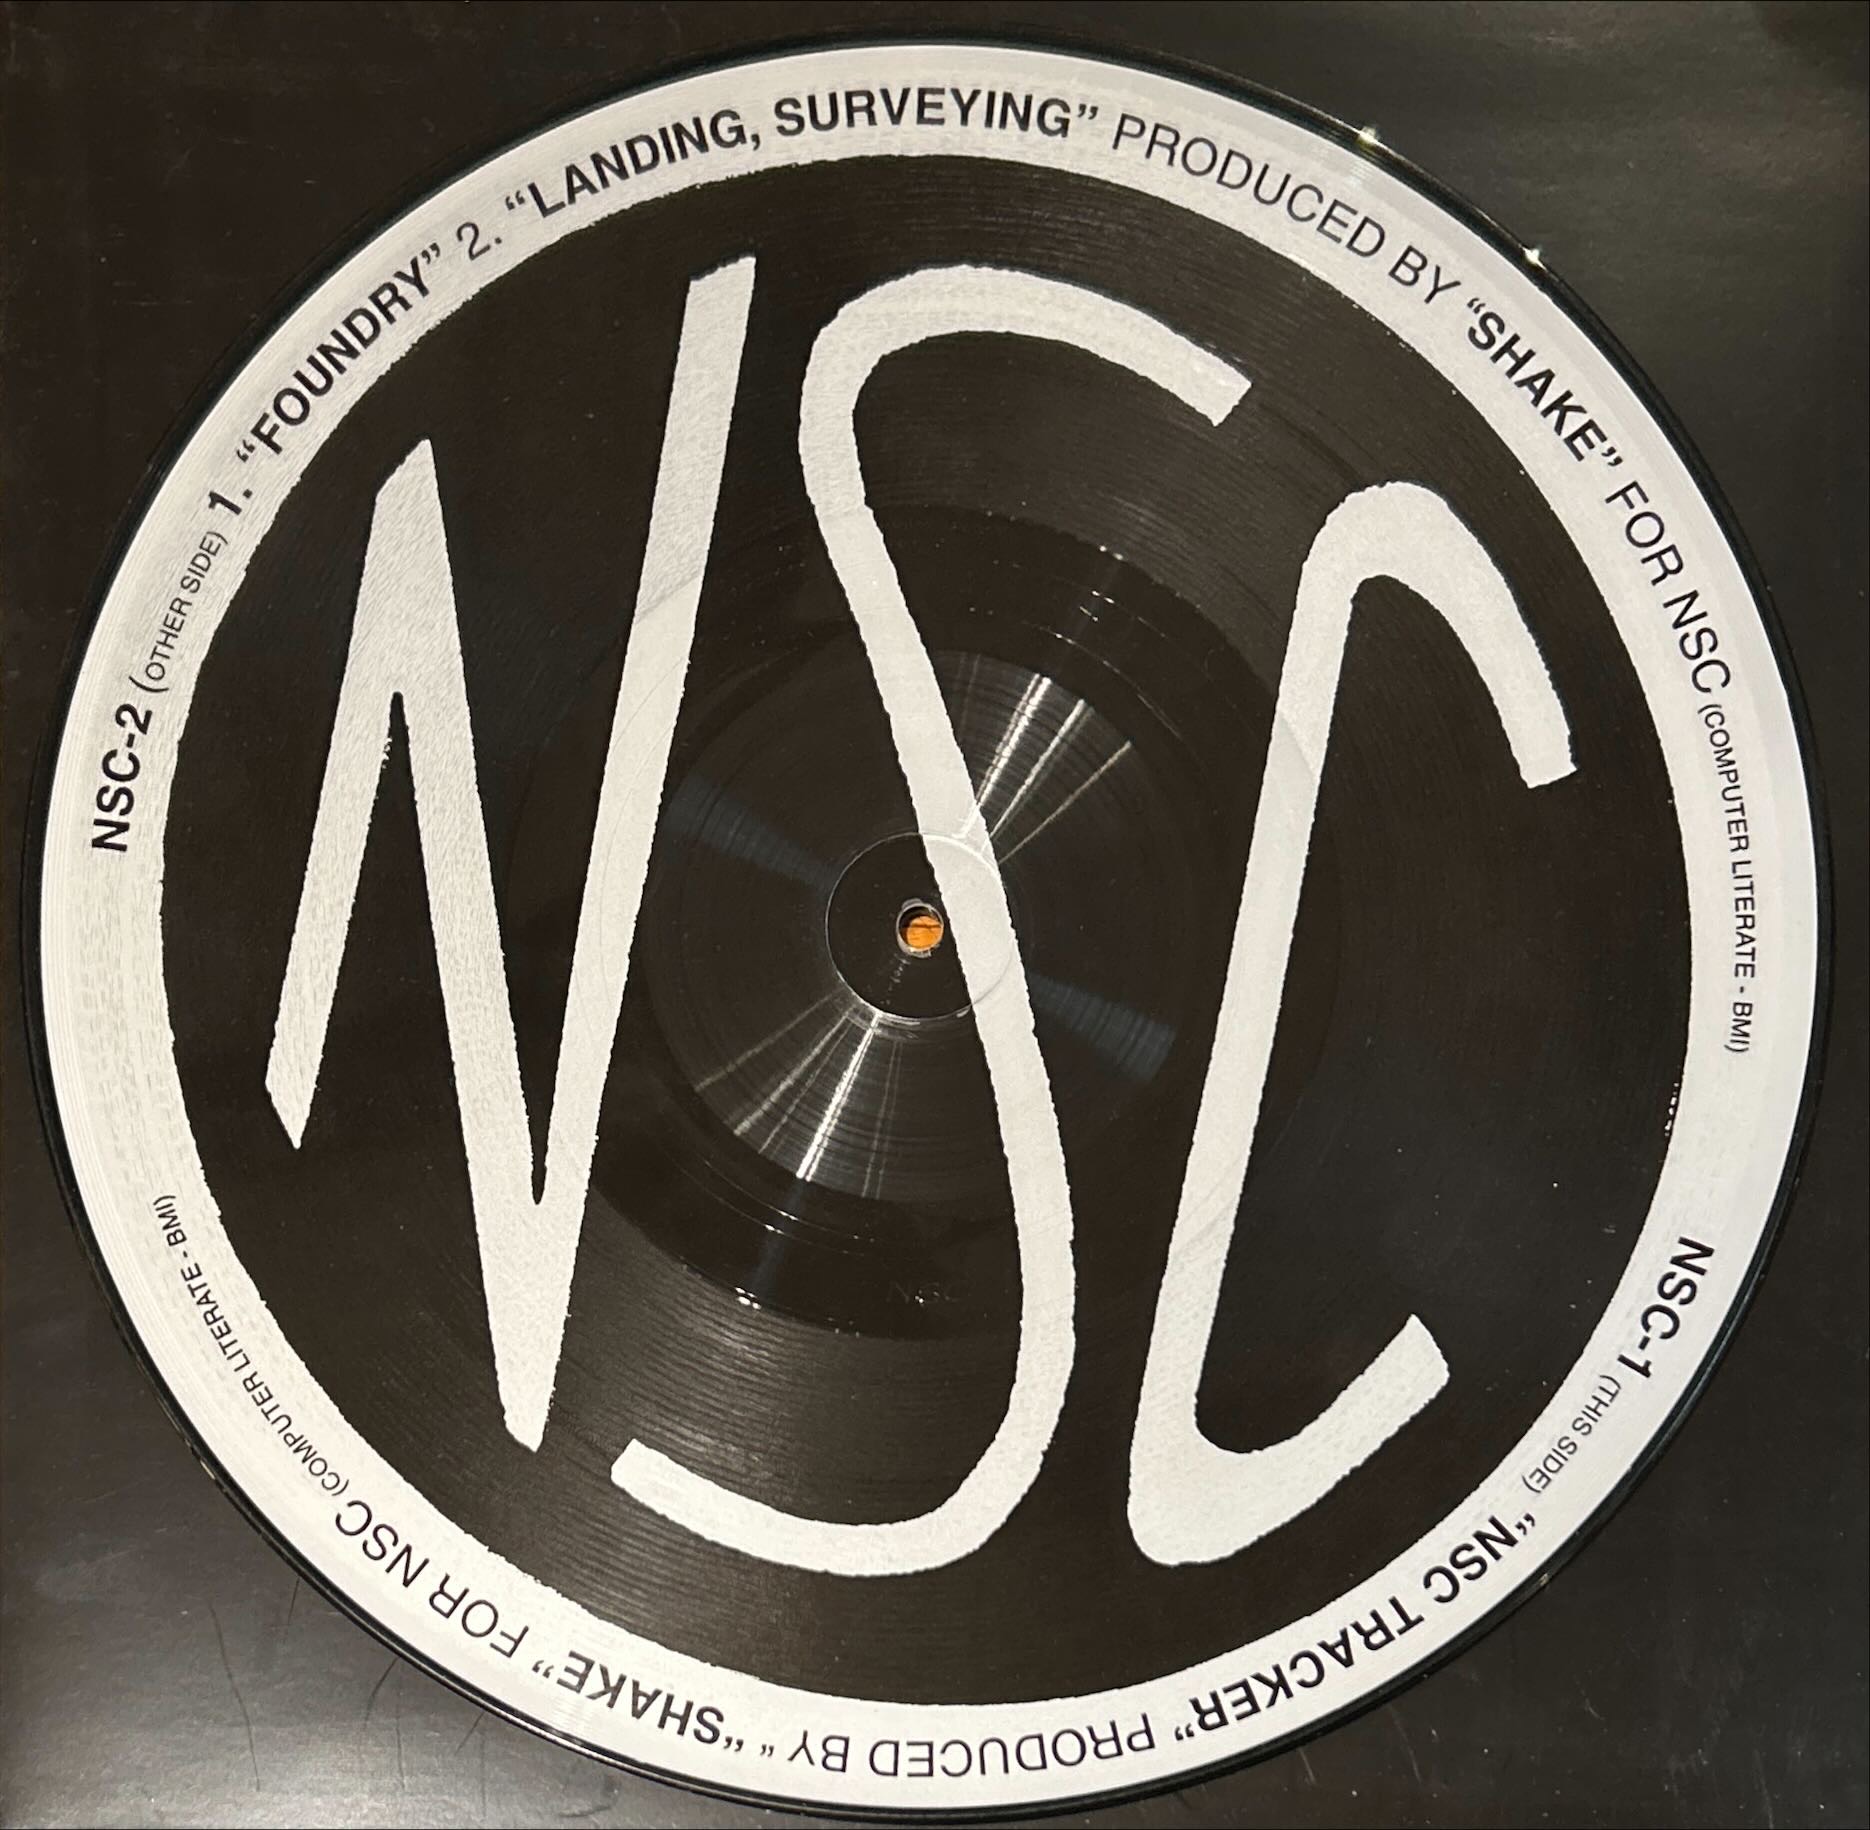 NSC-2 (OTHER SIDE) 1. “FOUNDRY” 2. “LANDING, SURVEYING” PRODUCED BY “SHAKE” FOR NSC (COMPUTER LITERATE - BMI)
NSC
NSC-1 (THIS SIDE) “NSC TRACKER” PRODUCED BY ” “SHAKE” FOR NSC (COMPUTER LITERATE - BMI)